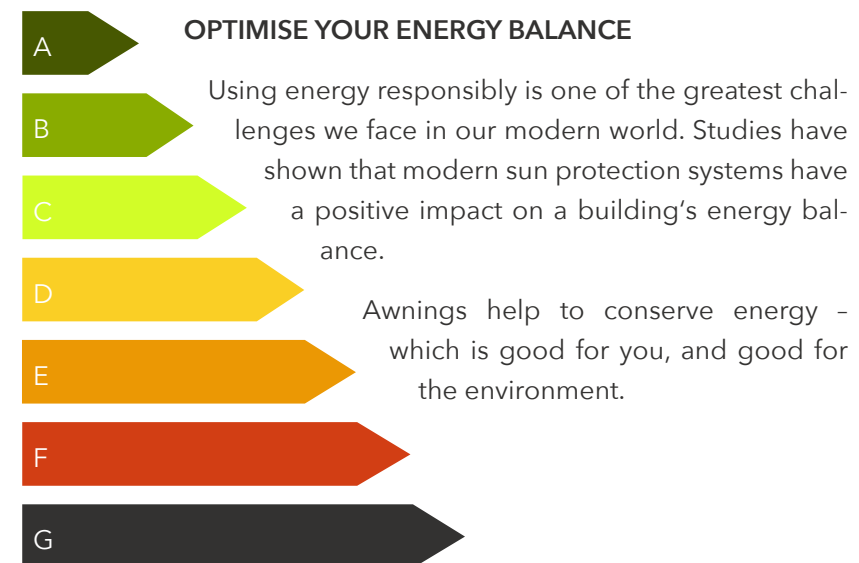 A
OPTIMISE YOUR ENERGY BALANCE
Using energy responsibly is one of the greatest chal-
B
lenges we face in our modern world. Studies have
shown that modern sun protection systems have
C
a positive impact on a building‘s energy bal-
ance.
D
Awnings help to conserve energy –
which is good for you, and good for
E
the environment.
F
G